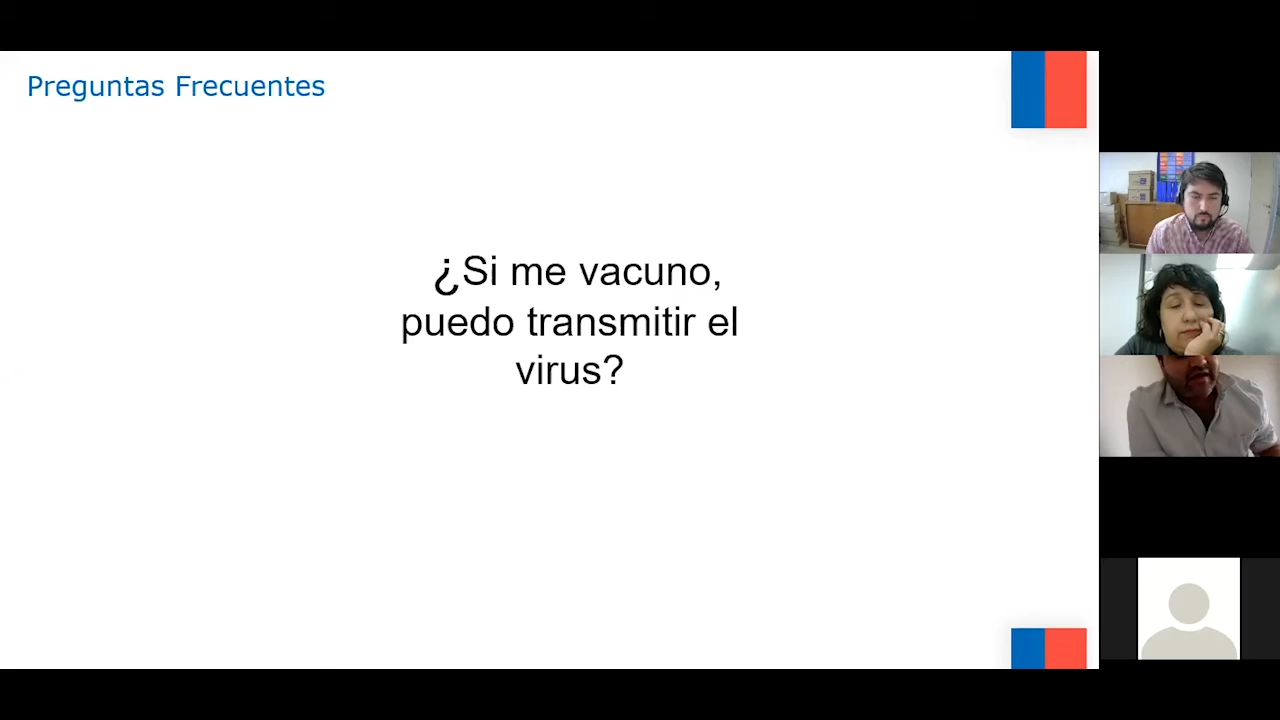 Preguntas Frecuentes
¿Si me vacuno,
puedo transmitir el
virus?